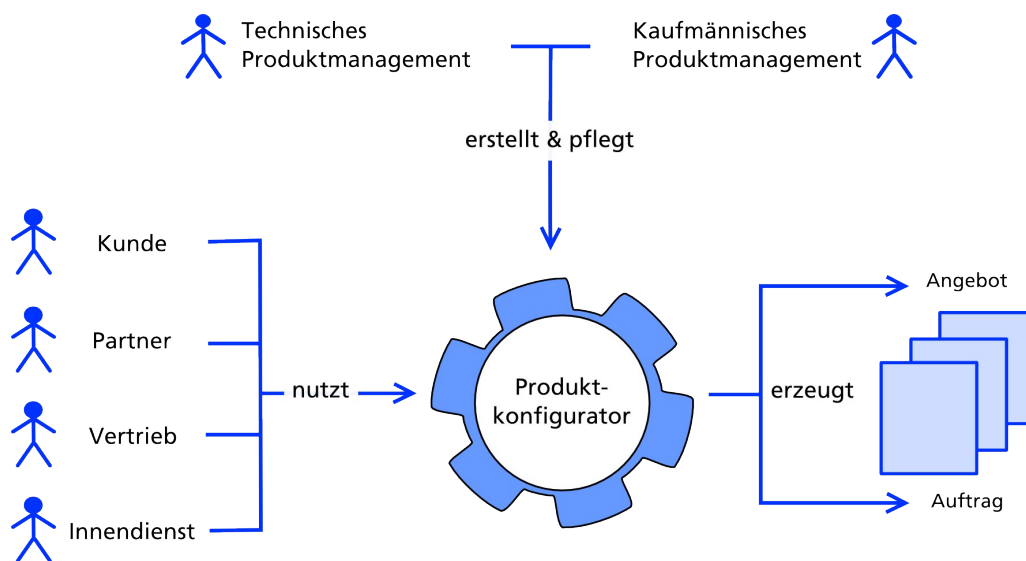 Technisches
Produktmanagement
Kaufmännisches
Produktmanagement
erstellt & pflegt
Kunde
Partner
Vertrieb
Innendienst
nutzt
Produkt-
konfigurator
erzeugt
Angebot
Auftrag